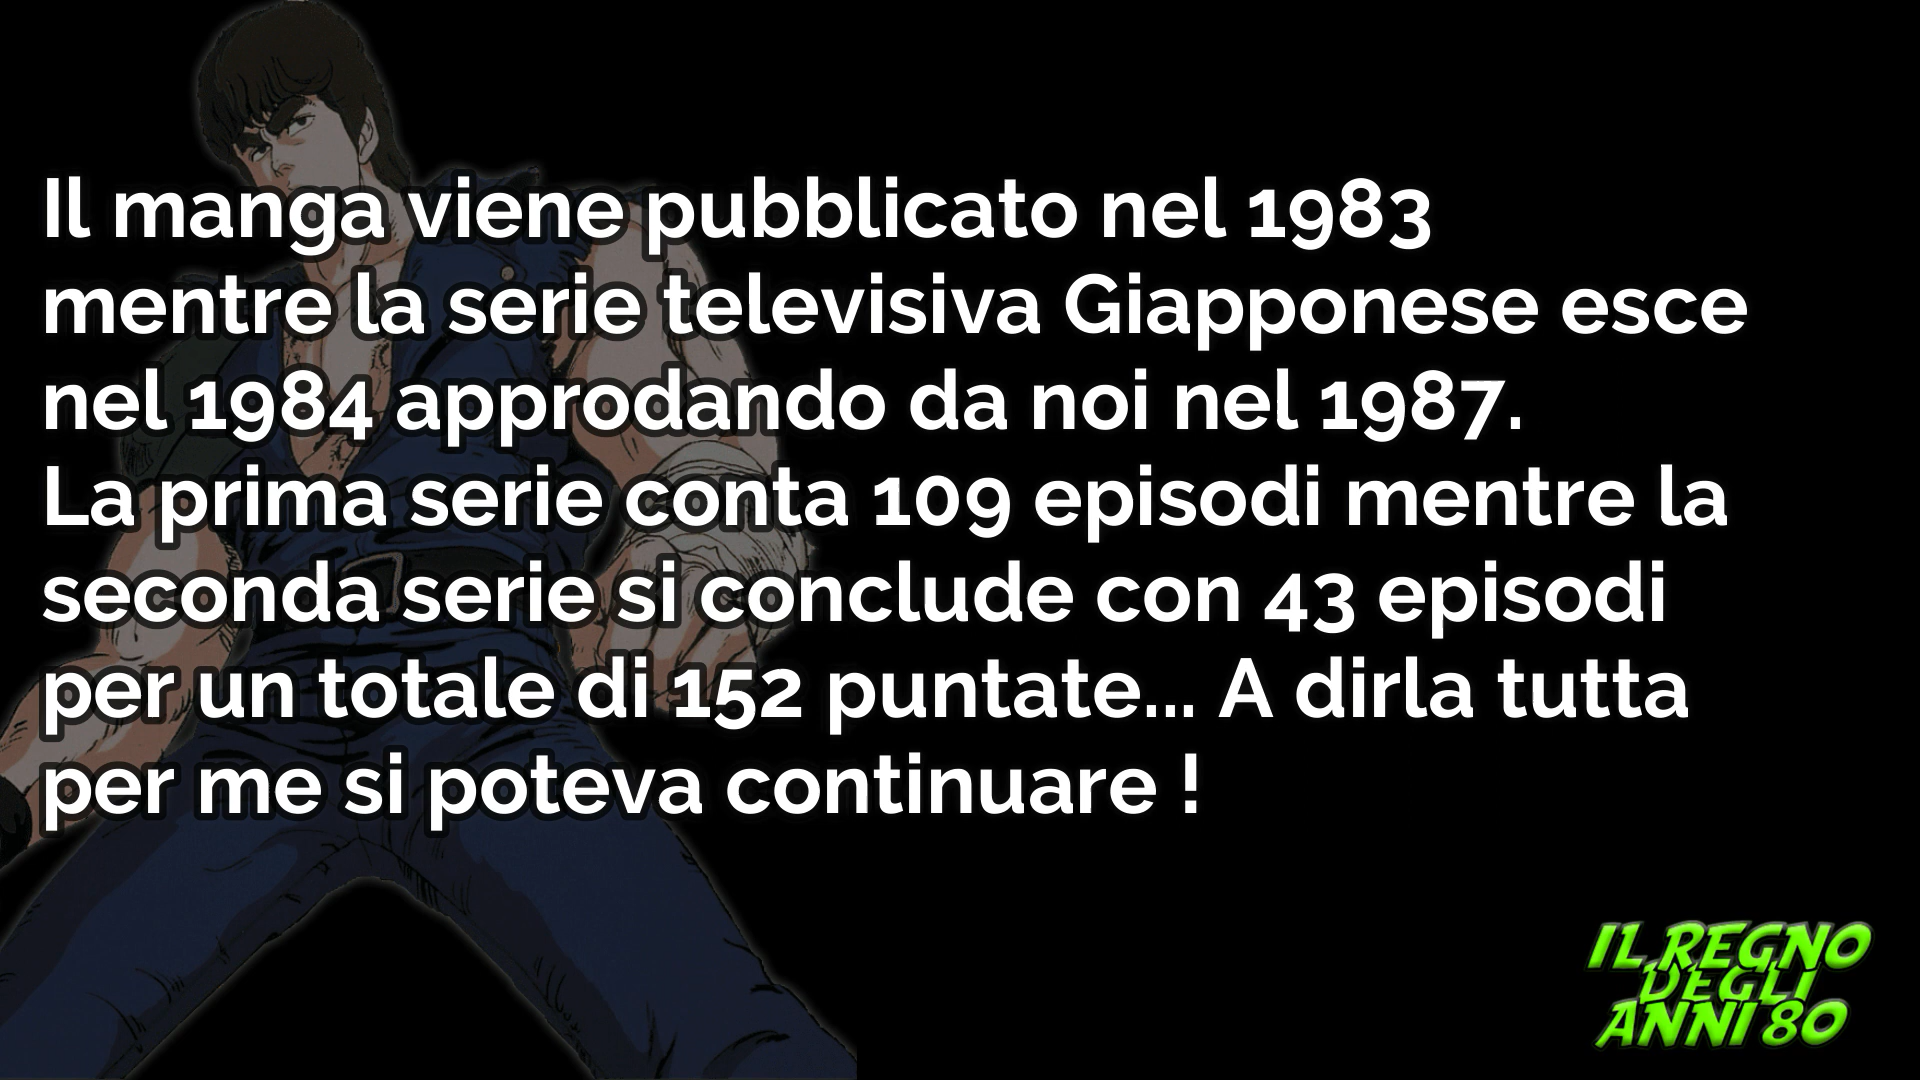 Il manga viene pubblicato nel 1983
mentre la serie televisiva Giapponese esce
nel 1984 approdando da noi nel 1987.
La prima serie conta 109 episodi mentre la
seconda serie si conclude con 43 episodi
per un totale di 152 puntate... A dirla tutta
per me si poteva continuare !
IL REGNO
DEGLI
ANNI 80